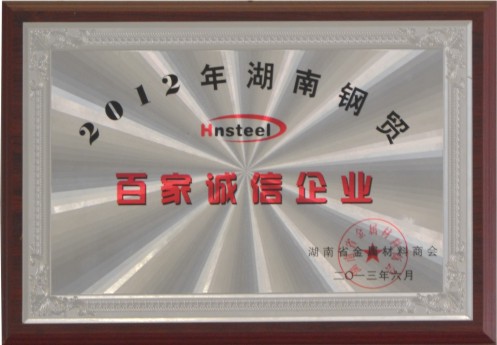 2012年湖南钢贸
Hnsteel
百家诚信企业
湖南省金属材料商会
二〇一三年六月